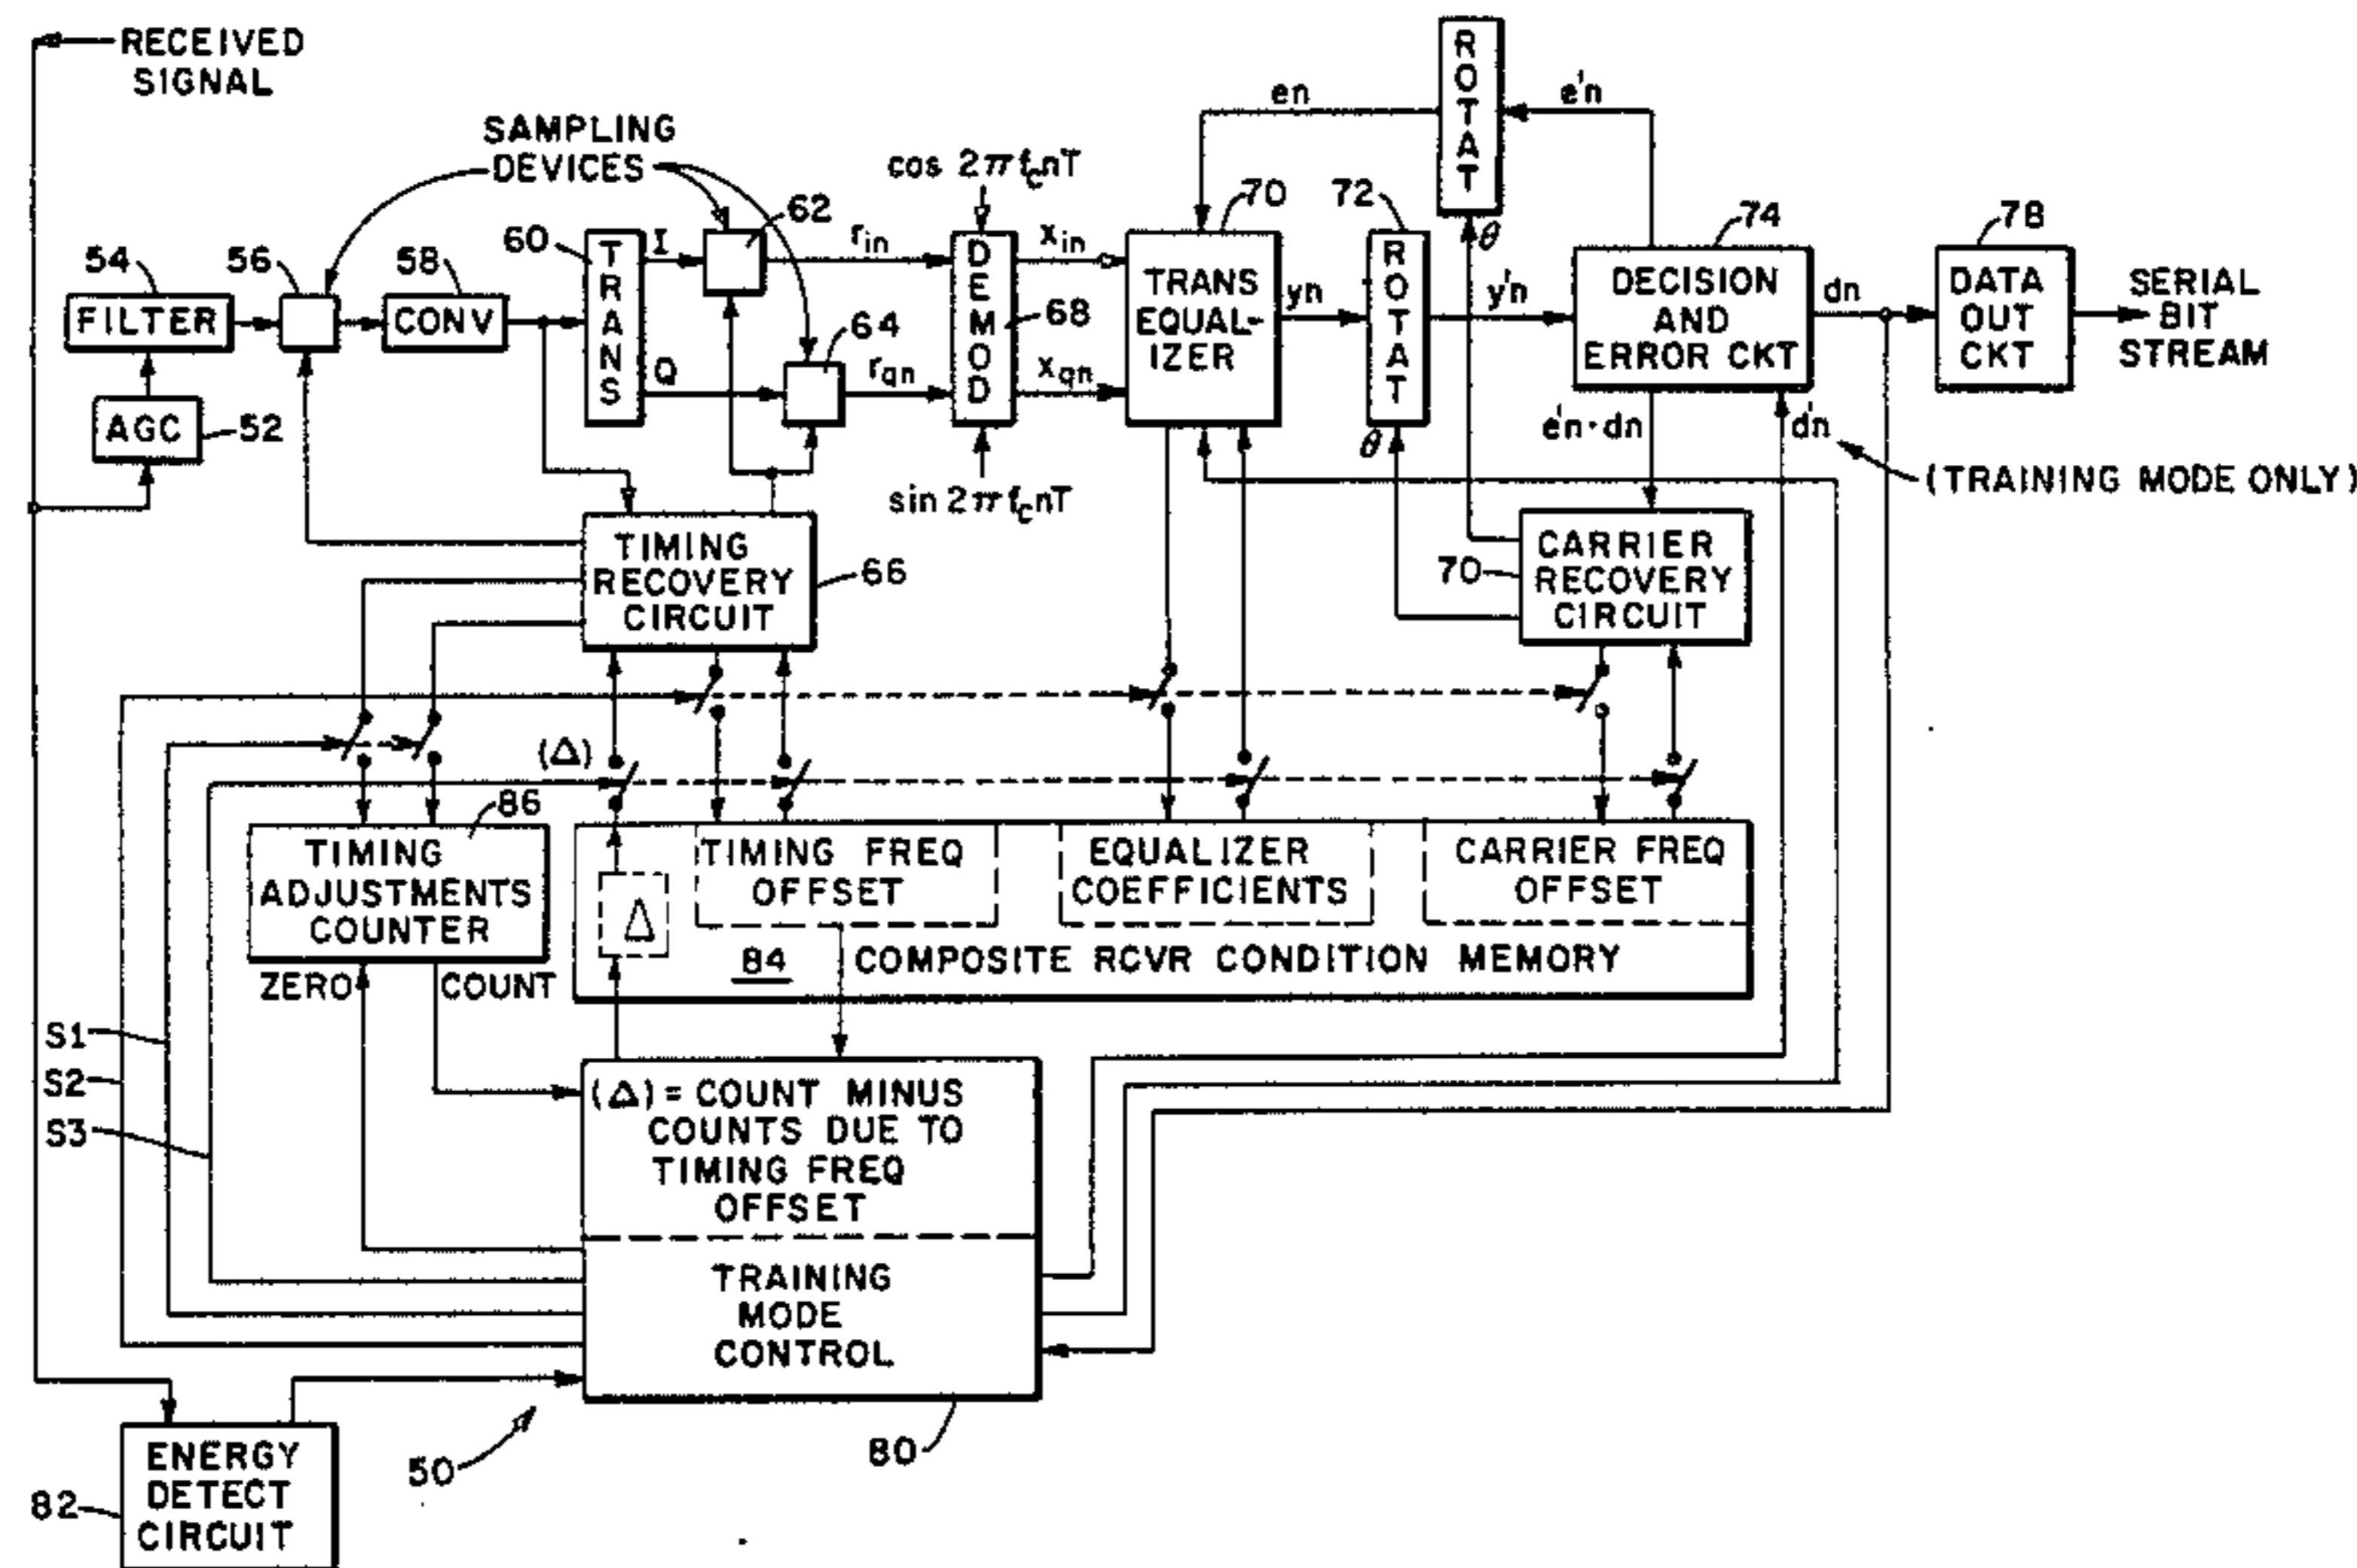 RECEIVED
SIGNAL
SAMPLING
DEVICES
cos 2πfcnT
en
ROTAT
e'n
54
56
58
60
62
70
72
74
78
FILTER
CONV
TRANS
I
Q
64
rin
rqn
DEMOD
68
xin
xqn
TRANS
EQUAL-
IZER
yn
ROTAT
y'n
θ
θ
DECISION
AND
ERROR CKT
dn
DATA
OUT
CKT
SERIAL
BIT
STREAM
AGC
52
sin 2πfcnT
e'n·dn
d'n
(TRAINING MODE ONLY)
TIMING
RECOVERY
CIRCUIT
66
70
CARRIER
RECOVERY
CIRCUIT
(Δ)
86
TIMING
ADJUSTMENTS
COUNTER
ZERO
COUNT
Δ
TIMING FREQ
OFFSET
EQUALIZER
COEFFICIENTS
CARRIER FREQ
OFFSET
84 COMPOSITE RCVR CONDITION MEMORY
S1
S2
S3
(Δ) = COUNT MINUS
COUNTS DUE TO
TIMING FREQ
OFFSET
TRAINING
MODE
CONTROL
80
50
82
ENERGY
DETECT
CIRCUIT